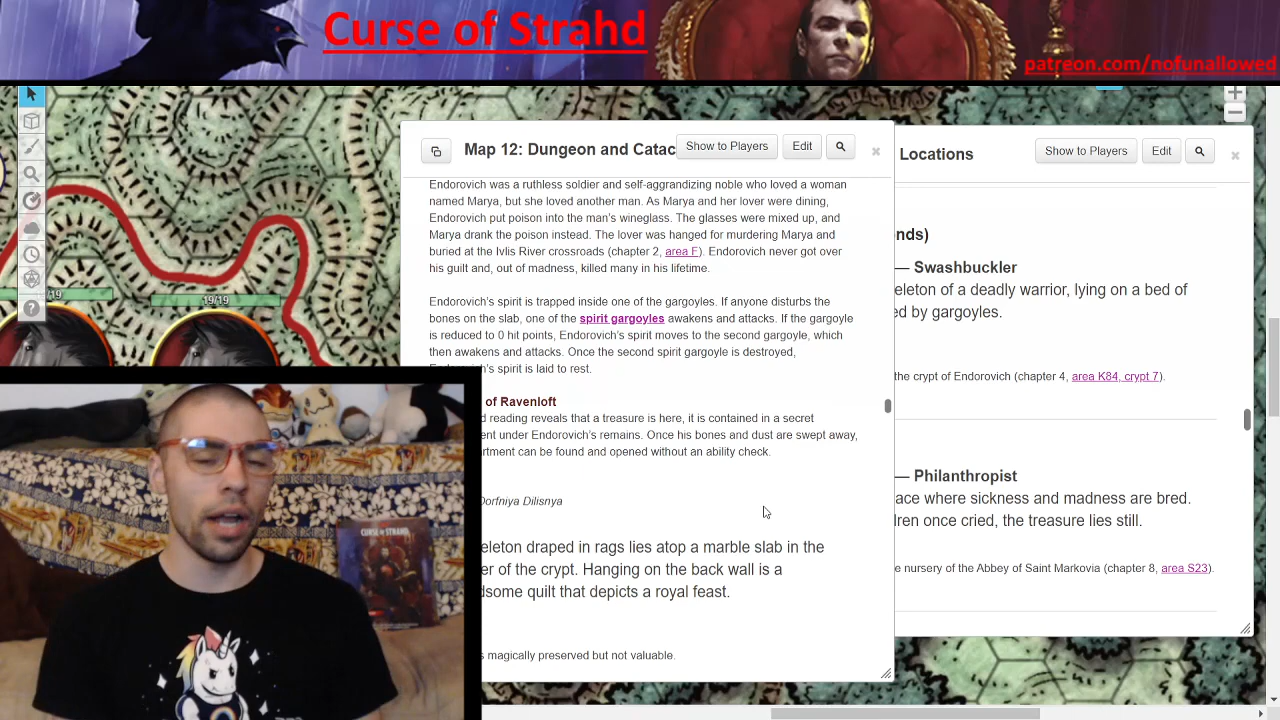 Curse of Strahd
patreon.com/nofunallowed
Map 12: Dungeon and Catac
Show to Players
Edit
Endorovich was a ruthless soldier and self-aggrandizing noble who loved a woman
named Marya, but she loved another man. As Marya and her lover were dining,
Endorovich put poison into the man's wineglass. The glasses were mixed up, and
Marya drank the poison instead. The lover was hanged for murdering Marya and
buried at the Ivlis River crossroads (chapter 2, area F). Endorovich never got over
his guilt and, out of madness, killed many in his lifetime.
Endorovich's spirit is trapped inside one of the gargoyles. If anyone disturbs the
bones on the slab, one of the spirit gargoyles awakens and attacks. If the gargoyle
is reduced to 0 hit points, Endorovich's spirit moves to the second gargoyle, which
then awakens and attacks. Once the second spirit gargoyle is destroyed,
spirit is laid to rest.
of Ravenloft
reading reveals that a treasure is here, it is contained in a secret
under Endorovich's remains. Once his bones and dust are swept away,
can be found and opened without an ability check.
Dorfniya Dilisnya
draped in rags lies atop a marble slab in the
of the crypt. Hanging on the back wall is a
quilt that depicts a royal feast.
magically preserved but not valuable.
Locations
Show to Players
Edit
— Swashbuckler
of a deadly warrior, lying on a bed of
by gargoyles.
the crypt of Endorovich (chapter 4, area K84, crypt 7).
— Philanthropist
where sickness and madness are bred.
once cried, the treasure lies still.
nursery of the Abbey of Saint Markovia (chapter 8, area S23).
/19
19/19
CURSE OF STRAHD